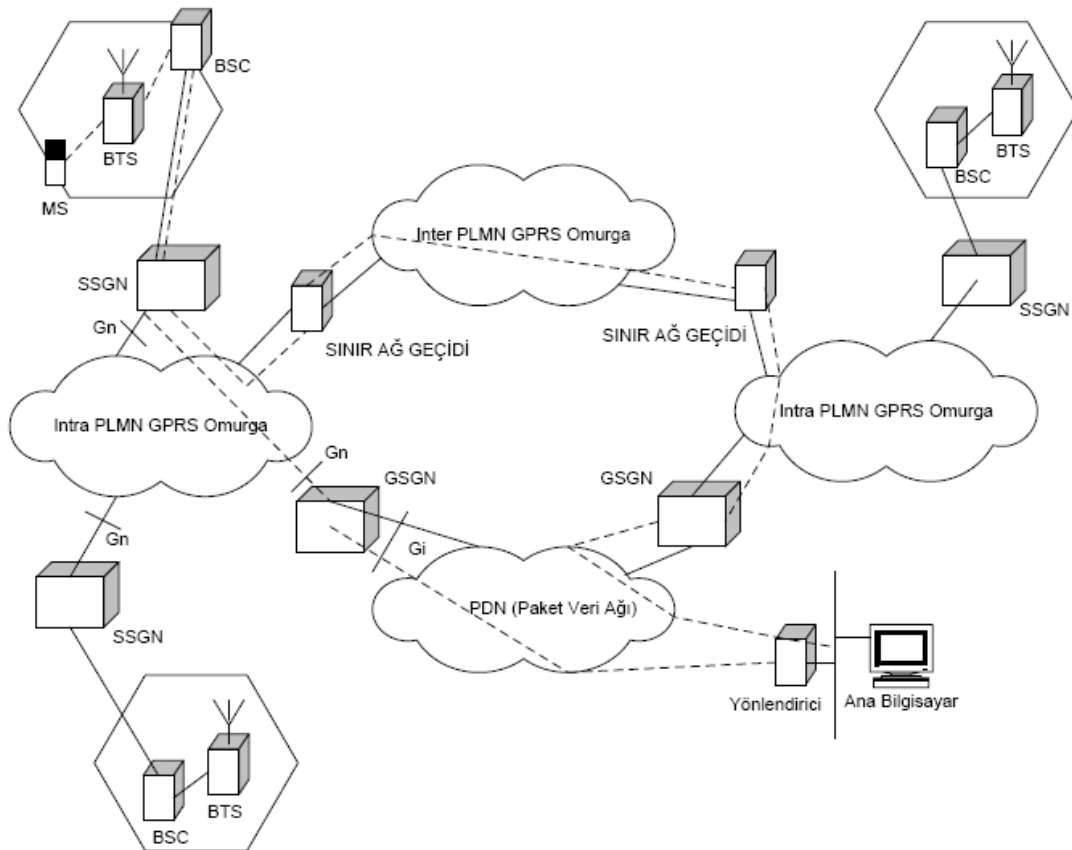 BSC
BTS
MS
BTS
BSC
Inter PLMN GPRS Omurga
SSGN
SSGN
Gn
SINIR AĞ GEÇİDİ
SINIR AĞ GEÇİDİ
Intra PLMN GPRS Omurga
Intra PLMN GPRS Omurga
Gn
GSGN
GSGN
Gn
Gi
PDN (Paket Veri Ağı)
SSGN
Yönlendirici
Ana Bilgisayar
BTS
BSC